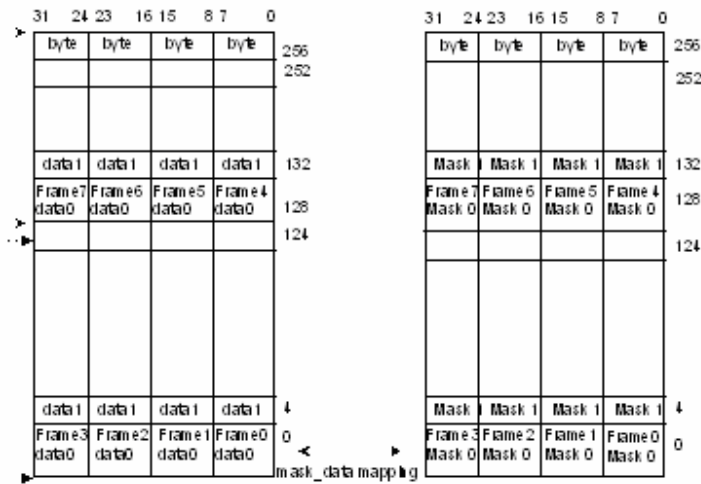 31 24 23 16 15 8 7 0 31 24 23 16 15 8 7 0
byte byte byte byte 256 byte byte byte byte 256
252 252
data1 data1 data1 data1 132 Mask 1 Mask 1 Mask 1 Mask 1 132
Frame7 Frame6 Frame5 Frame4 Frame7 Frame6 Frame5 Frame4
data0 data0 data0 data0 128 Mask 0 Mask 0 Mask 0 Mask 0 128
124 124
data1 data1 data1 data1 4 Mask 1 Mask 1 Mask 1 Mask 1 4
Frame3 Frame2 Frame1 Frame0 0 Frame3 Frame2 Frame1 Frame0 0
data0 data0 data0 data0 Mask 0 Mask 0 Mask 0 Mask 0
mask_data mapping